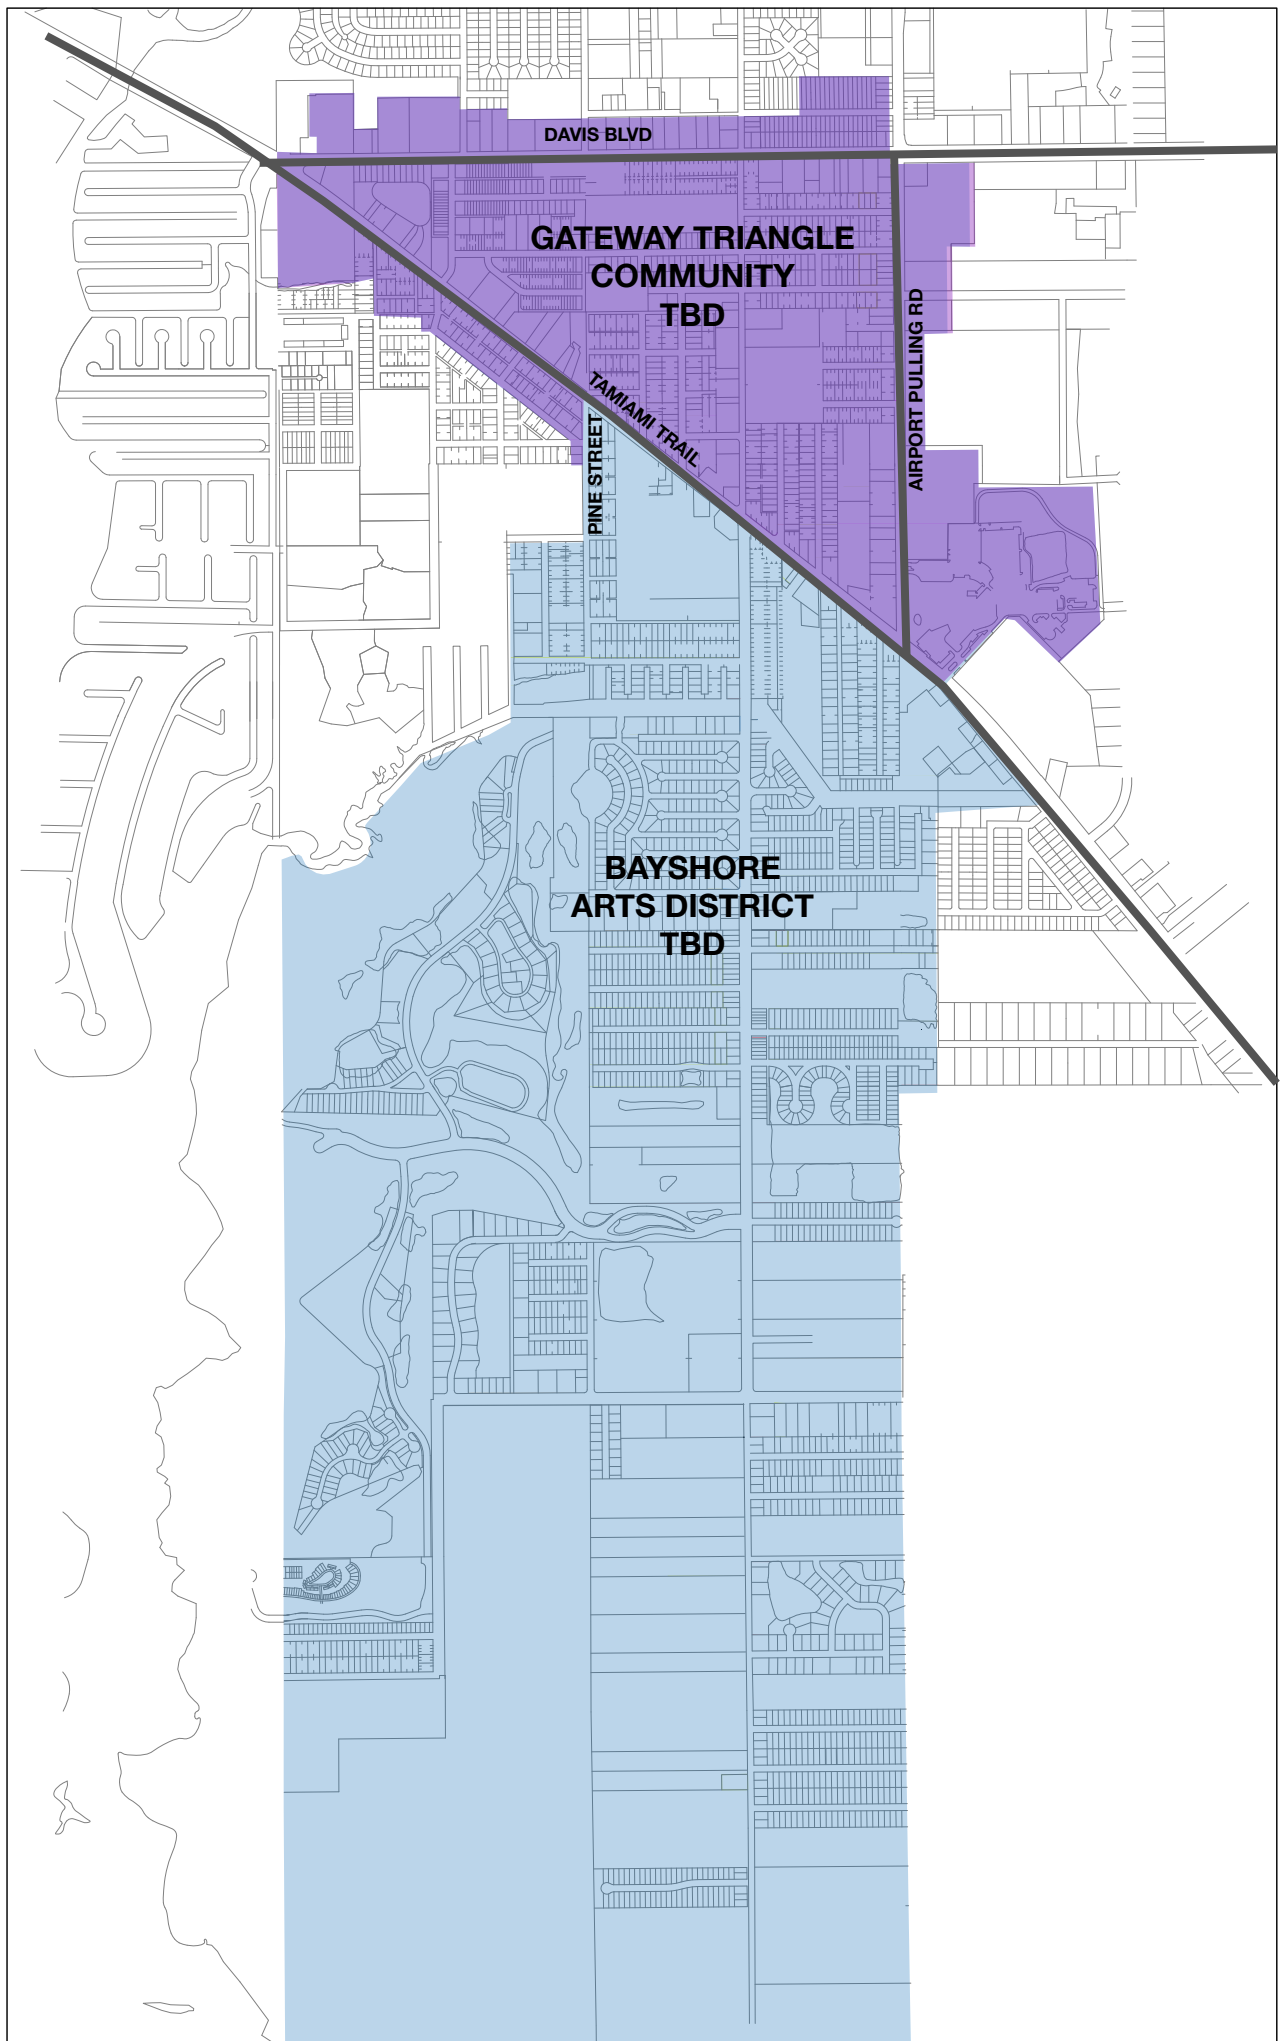 DAVIS BLVD
GATEWAY TRIANGLE
COMMUNITY
TBD
AIRPORT PULLING RD
TAMIAMI TRAIL
PINE STREET
BAYSHORE
ARTS DISTRICT
TBD